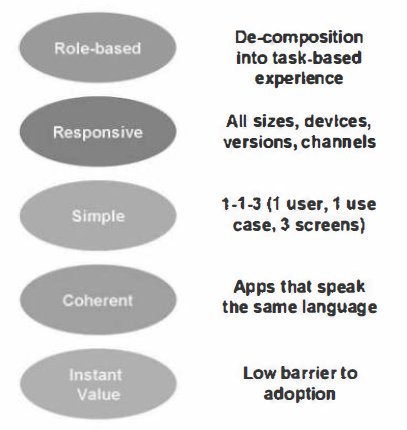 Role-based
De-composition
into task-based
experience
Responsive
All sizes, devices,
versions, channels
Simple
1-1-3 (1 user, 1 use
case, 3 screens)
Coherent
Apps that speak
the same language
Instant
Value
Low barrier to
adoption